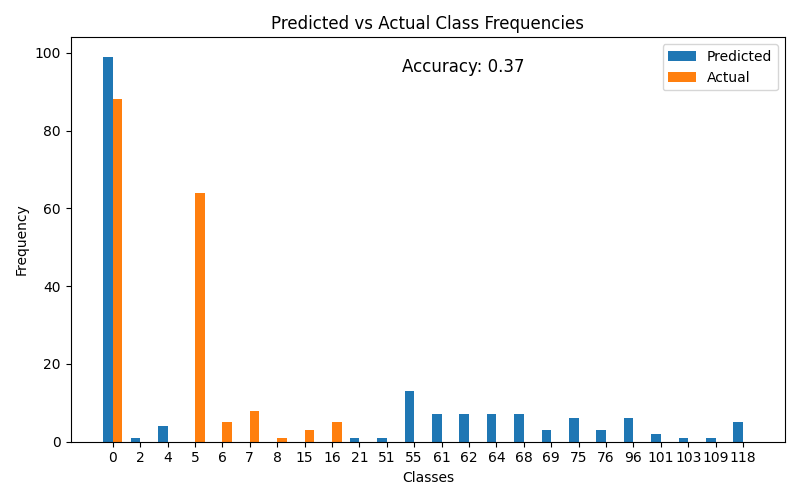 Predicted vs Actual Class Frequencies
Accuracy: 0.37
Predicted
Actual
Frequency
100
80
60
40
20
0
0 2 4 5 6 7 8 15 16 21 51 55 61 62 64 68 69 75 76 96 101 103 109 118
Classes